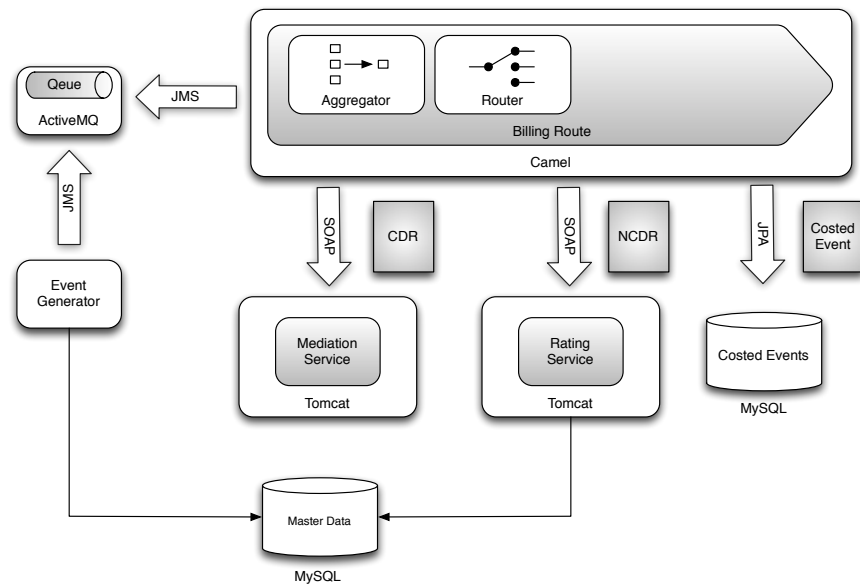 Qeue
ActiveMQ
JMS
Aggregator
Router
Billing Route
Camel
JMS
SOAP
CDR
SOAP
NCDR
JPA
Costed
Event
Event
Generator
Mediation
Service
Tomcat
Rating
Service
Tomcat
Costed Events
MySQL
Master Data
MySQL